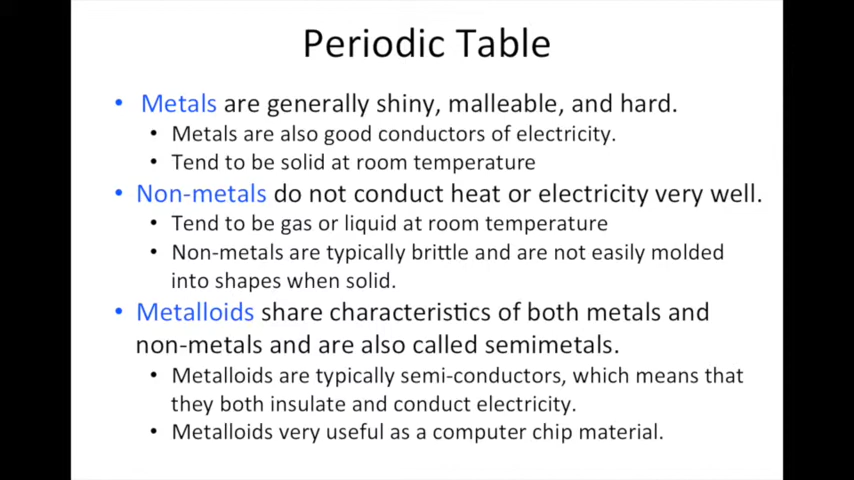 Periodic Table
• Metals are generally shiny, malleable, and hard.
• Metals are also good conductors of electricity.
• Tend to be solid at room temperature
• Non-metals do not conduct heat or electricity very well.
• Tend to be gas or liquid at room temperature
• Non-metals are typically brittle and are not easily molded
into shapes when solid.
• Metalloids share characteristics of both metals and
non-metals and are also called semimetals.
• Metalloids are typically semi-conductors, which means that
they both insulate and conduct electricity.
• Metalloids very useful as a computer chip material.